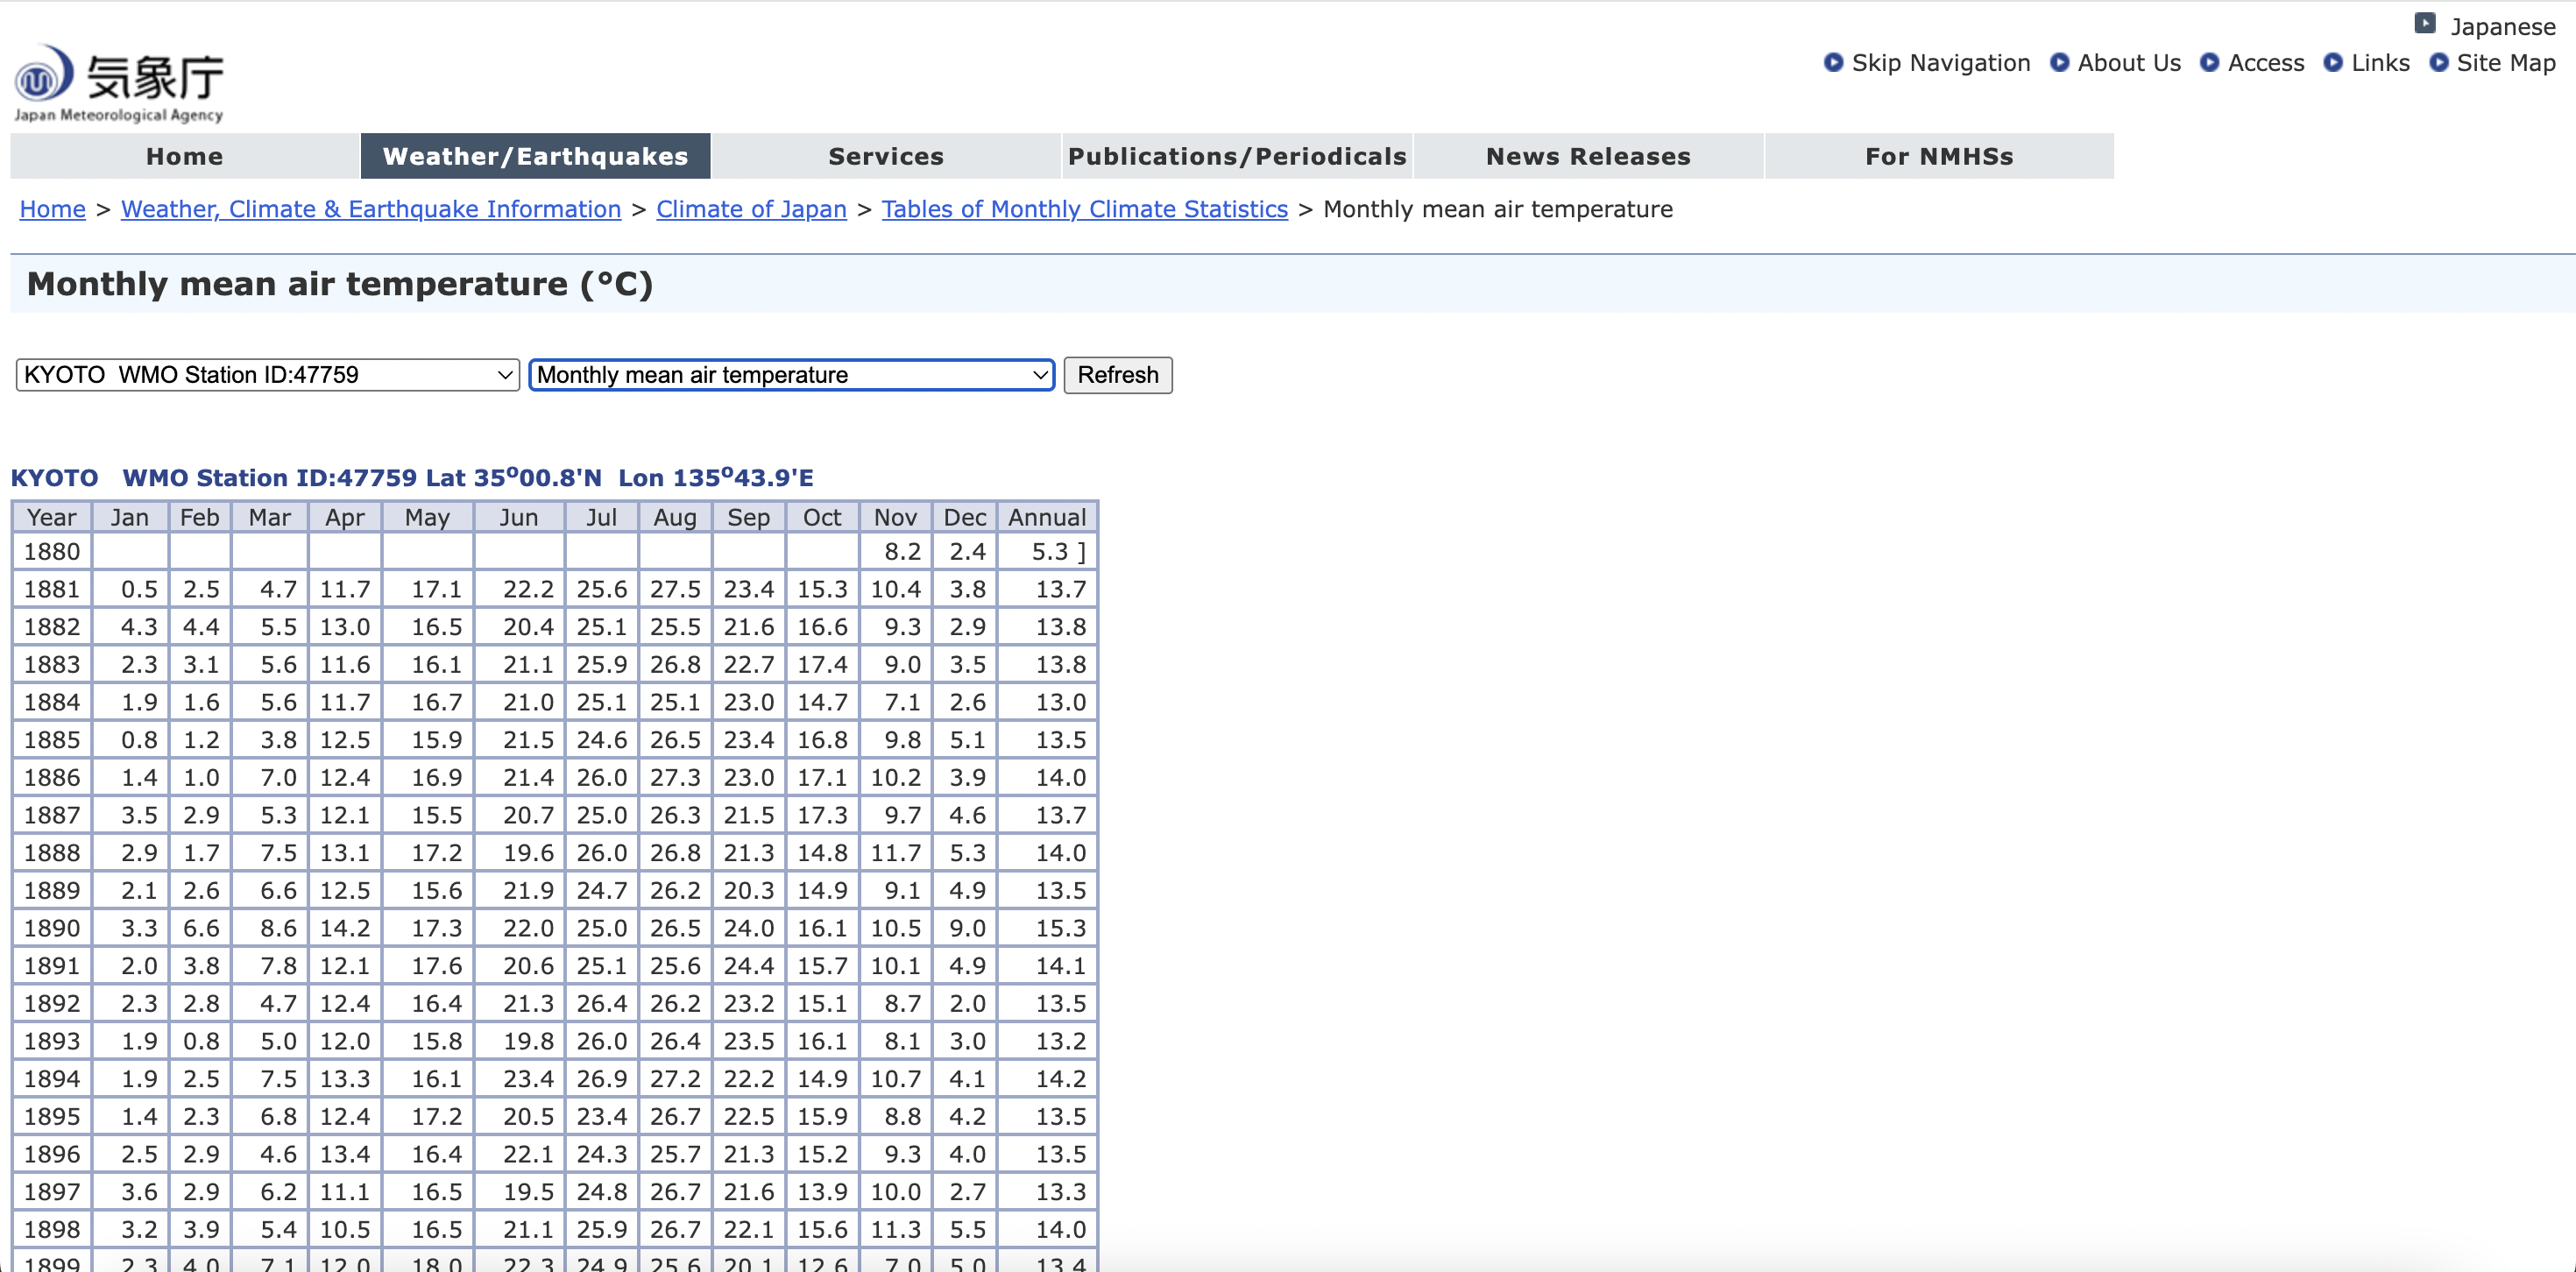 Japanese
Skip Navigation About Us Access Links Site Map
気象庁
Japan Meteorological Agency
Home Weather/Earthquakes Services Publications/Periodicals News Releases For NMHSs
Home > Weather, Climate & Earthquake Information > Climate of Japan > Tables of Monthly Climate Statistics > Monthly mean air temperature
Monthly mean air temperature (°C)
KYOTO WMO Station ID:47759 Monthly mean air temperature Refresh
KYOTO WMO Station ID:47759 Lat 35°00.8'N Lon 135°43.9'E
Year Jan Feb Mar Apr May Jun Jul Aug Sep Oct Nov Dec Annual
1880 8.2 2.4 5.3 ]
1881 0.5 2.5 4.7 11.7 17.1 22.2 25.6 27.5 23.4 15.3 10.4 3.8 13.7
1882 4.3 4.4 5.5 13.0 16.5 20.4 25.1 25.5 21.6 16.6 9.3 2.9 13.8
1883 2.3 3.1 5.6 11.6 16.1 21.1 25.9 26.8 22.7 17.4 9.0 3.5 13.8
1884 1.9 1.6 5.6 11.7 16.7 21.0 25.1 25.1 23.0 14.7 7.1 2.6 13.0
1885 0.8 1.2 3.8 12.5 15.9 21.5 24.6 26.5 23.4 16.8 9.8 5.1 13.5
1886 1.4 1.0 7.0 12.4 16.9 21.4 26.0 27.3 23.0 17.1 10.2 3.9 14.0
1887 3.5 2.9 5.3 12.1 15.5 20.7 25.0 26.3 21.5 17.3 9.7 4.6 13.7
1888 2.9 1.7 7.5 13.1 17.2 19.6 26.0 26.8 21.3 14.8 11.7 5.3 14.0
1889 2.1 2.6 6.6 12.5 15.6 21.9 24.7 26.2 20.3 14.9 9.1 4.9 13.5
1890 3.3 6.6 8.6 14.2 17.3 22.0 25.0 26.5 24.0 16.1 10.5 9.0 15.3
1891 2.0 3.8 7.8 12.1 17.6 20.6 25.1 25.6 24.4 15.7 10.1 4.9 14.1
1892 2.3 2.8 4.7 12.4 16.4 21.3 26.4 26.2 23.2 15.1 8.7 2.0 13.5
1893 1.9 0.8 5.0 12.0 15.8 19.8 26.0 26.4 23.5 16.1 8.1 3.0 13.2
1894 1.9 2.5 7.5 13.3 16.1 23.4 26.9 27.2 22.2 14.9 10.7 4.1 14.2
1895 1.4 2.3 6.8 12.4 17.2 20.5 23.4 26.7 22.5 15.9 8.8 4.2 13.5
1896 2.5 2.9 4.6 13.4 16.4 22.1 24.3 25.7 21.3 15.2 9.3 4.0 13.5
1897 3.6 2.9 6.2 11.1 16.5 19.5 24.8 26.7 21.6 13.9 10.0 2.7 13.3
1898 3.2 3.9 5.4 10.5 16.5 21.1 25.9 26.7 22.1 15.6 11.3 5.5 14.0
1899 2.3 4.0 7.1 12.0 18.0 22.3 24.9 25.6 20.1 12.6 7.0 5.0 13.4